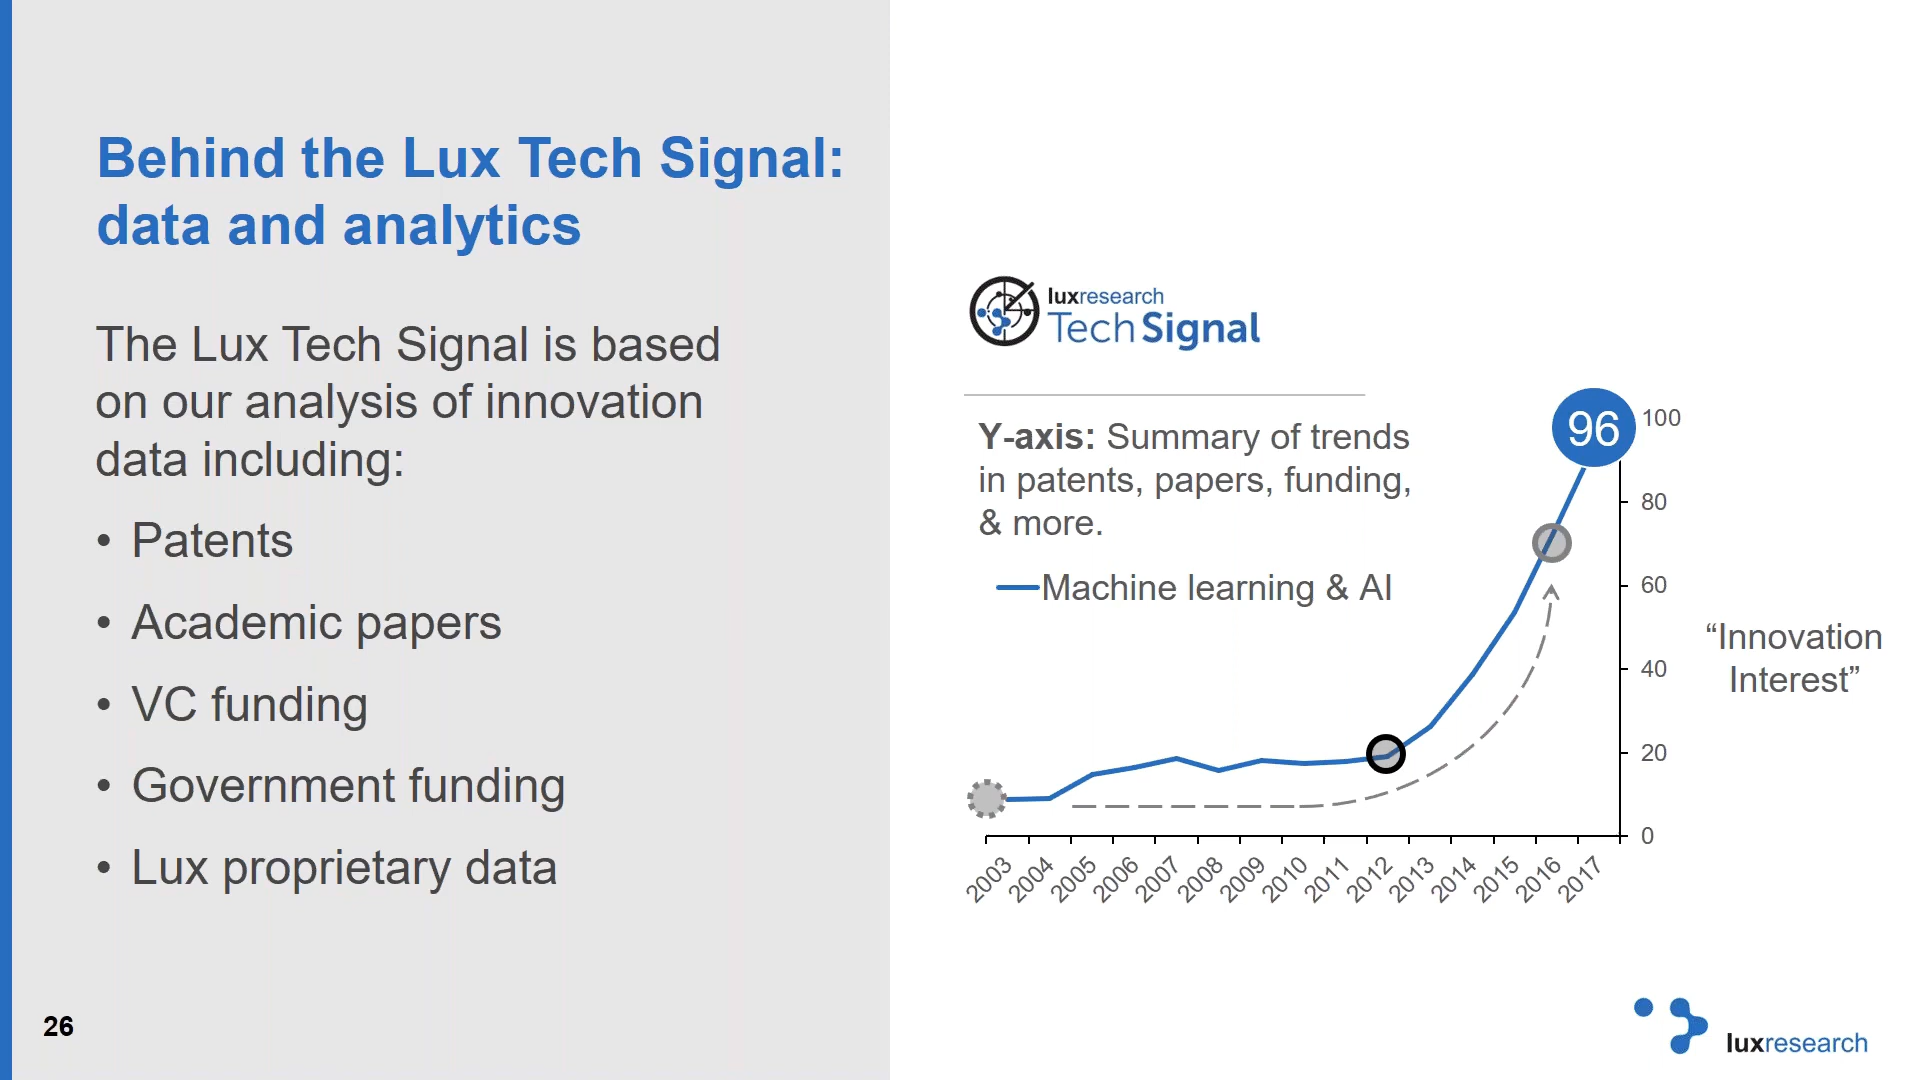 Behind the Lux Tech Signal:
data and analytics
The Lux Tech Signal is based
on our analysis of innovation
data including:
• Patents
• Academic papers
• VC funding
• Government funding
• Lux proprietary data
26
luxresearch
Tech Signal
Y-axis: Summary of trends
in patents, papers, funding,
& more.
Machine learning & AI
96
100
80
60
40
20
0
“Innovation
Interest”
2003
2004
2005
2006
2007
2008
2009
2010
2011
2012
2013
2014
2015
2016
2017
luxresearch